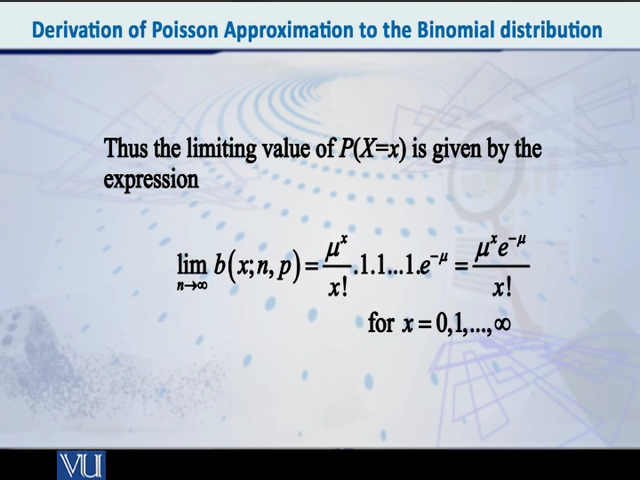 Derivation of Poisson Approximation to the Binomial distribution
Thus the limiting value of P(X=x) is given by the
expression
lim n→∞ b(x;n,p) = μ^x / x! .1.1...1.e^−μ = μ^x e^−μ / x!
for x = 0,1,...,∞
VU